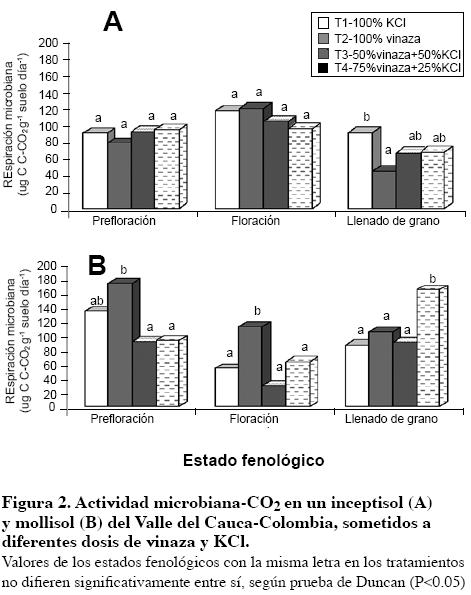 A
T1-100% KCl
T2-100% vinaza
T3-50%vinaza+50%KCl
T4-75%vinaza+25%KCl
REspiración microbiana
(ug C C-CO2g-1 suelo día-1)
200
180
160
140
120
100
80
60
40
20
0
a a a a
a a a a
b a ab ab
Prefloración Floración Llenado de grano
B
REspiración microbiana
(ug C C-CO2g-1 suelo día-1)
200
180
160
140
120
100
80
60
40
20
0
ab b a a
a b a a
a a a b
Prefloración Floración Llenado de grano
Estado fenológico
Figura 2. Actividad microbiana-CO2 en un inceptisol (A)
y mollisol (B) del Valle del Cauca-Colombia, sometidos a
diferentes dosis de vinaza y KCl.
Valores de los estados fenológicos con la misma letra en los tratamientos
no difieren significativamente entre sí, según prueba de Duncan (P<0.05)